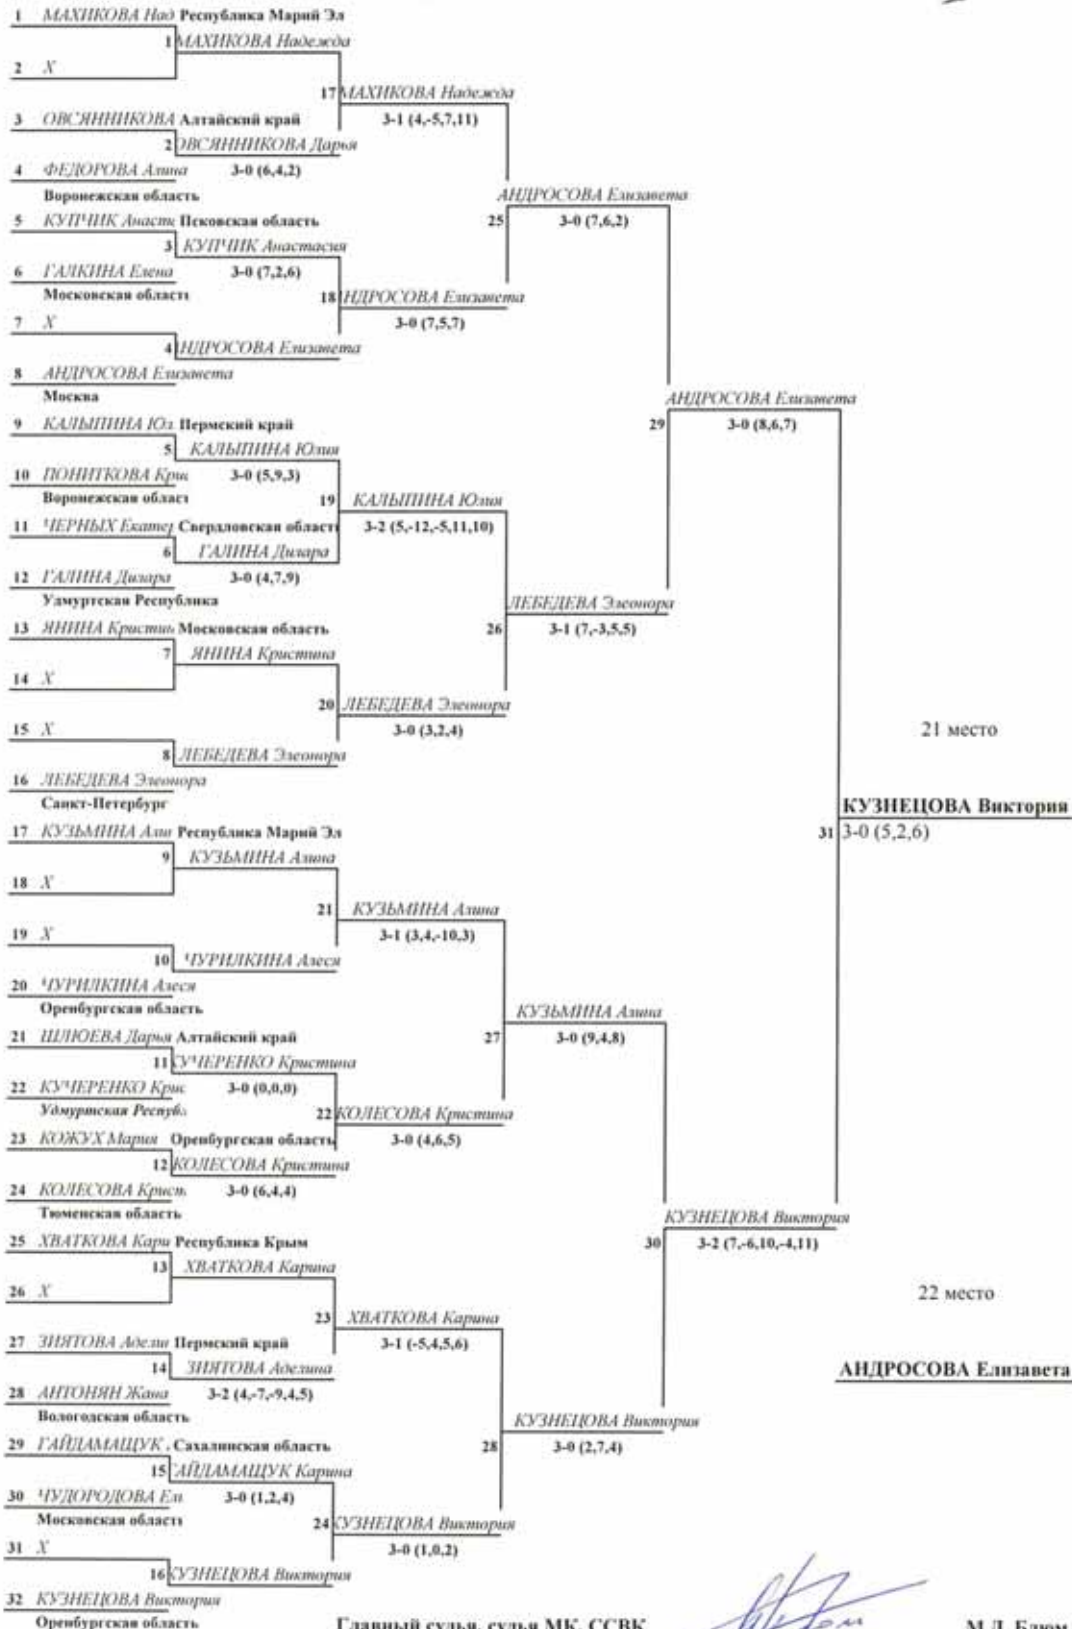 1 МАХИКОВА Над Республика Марий Эл
1 МАХИКОВА Надежда
2 X
17 МАХИКОВА Надежда
3 ОВСЯННИКОВА Алтайский край 3-1 (4,-5,7,11)
2 ОВСЯННИКОВА Дарья
4 ФЕДОРОВА Алина 3-0 (6,4,2)
Воронежская область АНДРОСОВА Елизавета
5 КУПЧИК Анасти Псковская область 25 3-0 (7,6,2)
3 КУПЧИК Анастасия
6 ГАЛКИНА Елена 3-0 (7,2,6)
Московская область 18 НДРОСОВА Елизавета
7 X 3-0 (7,5,7)
4 НДРОСОВА Елизавета
8 АНДРОСОВА Елизавета
Москва АНДРОСОВА Елизавета
9 КАЛЫПИНА Юл Пермский край 29 3-0 (8,6,7)
5 КАЛЫПИНА Юлия
10 ПОНИТКОВА Крис 3-0 (5,9,3)
Воронежская област 19 КАЛЫПИНА Юлия
11 ЧЕРНЫХ Екатер Свердловская область 3-2 (5,-12,-5,11,10)
6 ГАЛИНА Дилара
12 ГАЛИНА Дилара 3-0 (4,7,9)
Удмуртская Республика ЛЕБЕДЕВА Элеонора
13 ЯНИНА Кристин Московская область 26 3-1 (7,-3,5,5)
7 ЯНИНА Кристина
14 X
20 ЛЕБЕДЕВА Элеонора
15 X 3-0 (3,2,4) 21 место
8 ЛЕБЕДЕВА Элеонора
16 ЛЕБЕДЕВА Элеонора
Санкт-Петербург КУЗНЕЦОВА Виктория
17 КУЗЬМИНА Али Республика Марий Эл 31 3-0 (5,2,6)
9 КУЗЬМИНА Алина
18 X
21 КУЗЬМИНА Алина
19 X 3-1 (3,4,-10,3)
10 ЧУРИЛКИНА Алеся
20 ЧУРИЛКИНА Алеся
Оренбургская область КУЗЬМИНА Алина
21 ШЛЮЕВА Дарья Алтайский край 27 3-0 (9,4,8)
11 КУЧЕРЕНКО Кристина
22 КУЧЕРЕНКО Крис 3-0 (0,0,0)
Удмуртская Респуб. 22 КОЛЕСОВА Кристина
23 КОЖУХ Мария Оренбургская область 3-0 (4,6,5)
12 КОЛЕСОВА Кристина
24 КОЛЕСОВА Крист. 3-0 (6,4,4)
Тюменская область КУЗНЕЦОВА Виктория
25 ХВАТКОВА Кари Республика Крым 30 3-2 (7,-6,10,-4,11)
13 ХВАТКОВА Карина
26 X 22 место
23 ХВАТКОВА Карина
27 ЗИЯТОВА Адели Пермский край 3-1 (-5,4,5,6)
14 ЗИЯТОВА Аделина АНДРОСОВА Елизавета
28 АНТОНЯН Жана 3-2 (4,-7,-9,4,5)
Вологодская область КУЗНЕЦОВА Виктория
29 ГАЙДАМАЩУК . Сахалинская область 28 3-0 (2,7,4)
15 АЙДАМАЩУК Карина
30 ЧУДОРОДОВА Ел 3-0 (1,2,4)
Московская област 24 КУЗНЕЦОВА Виктория
31 X 3-0 (1,0,2)
16 КУЗНЕЦОВА Виктория
32 КУЗНЕЦОВА Виктория
Оренбургская область Главный судья, судья МК, ССВК М.Л. Блюм